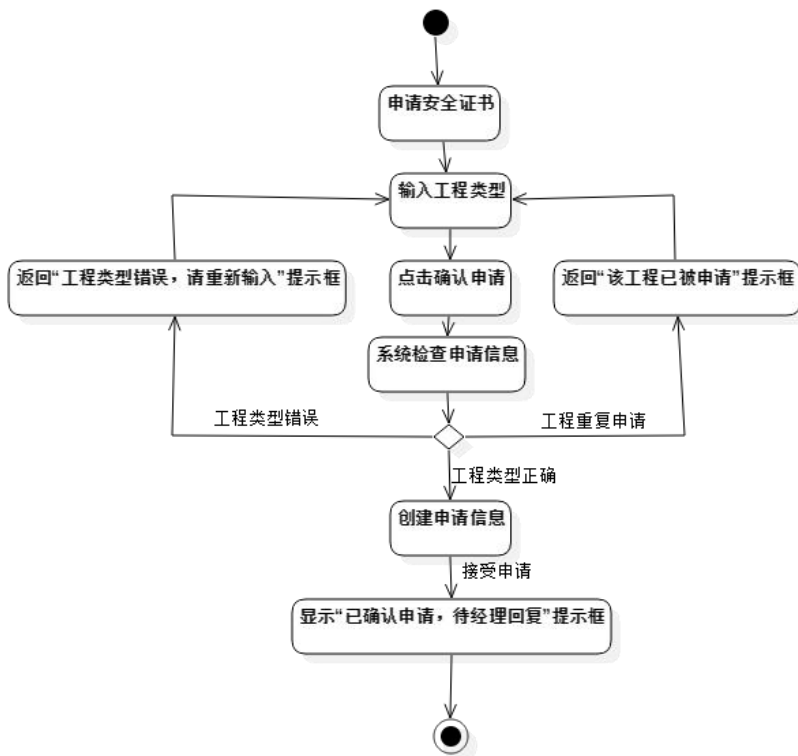 申请安全证书
输入工程类型
返回“工程类型错误，请重新输入”提示框
点击确认申请
返回“该工程已被申请”提示框
系统检查申请信息
工程类型错误
工程重复申请
工程类型正确
创建申请信息
接受申请
显示“已确认申请，待经理回复”提示框